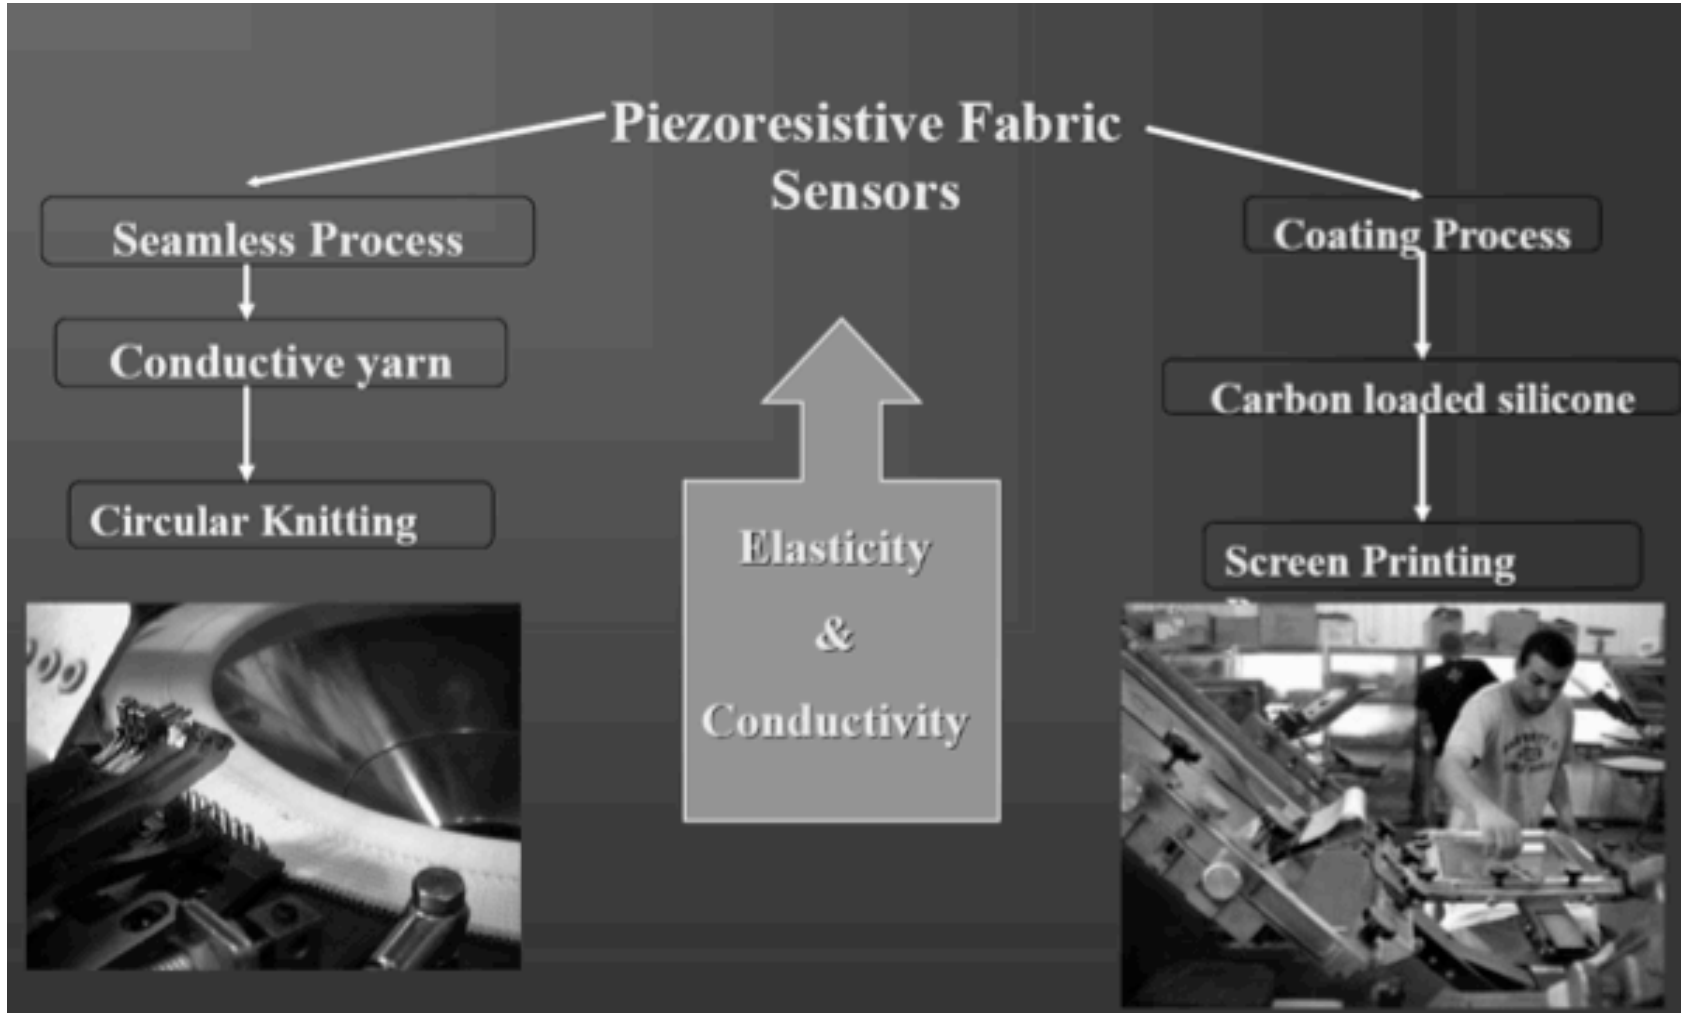 Piezoresistive Fabric
Sensors
Seamless Process
Conductive yarn
Circular Knitting
Elasticity
&
Conductivity
Coating Process
Carbon loaded silicone
Screen Printing